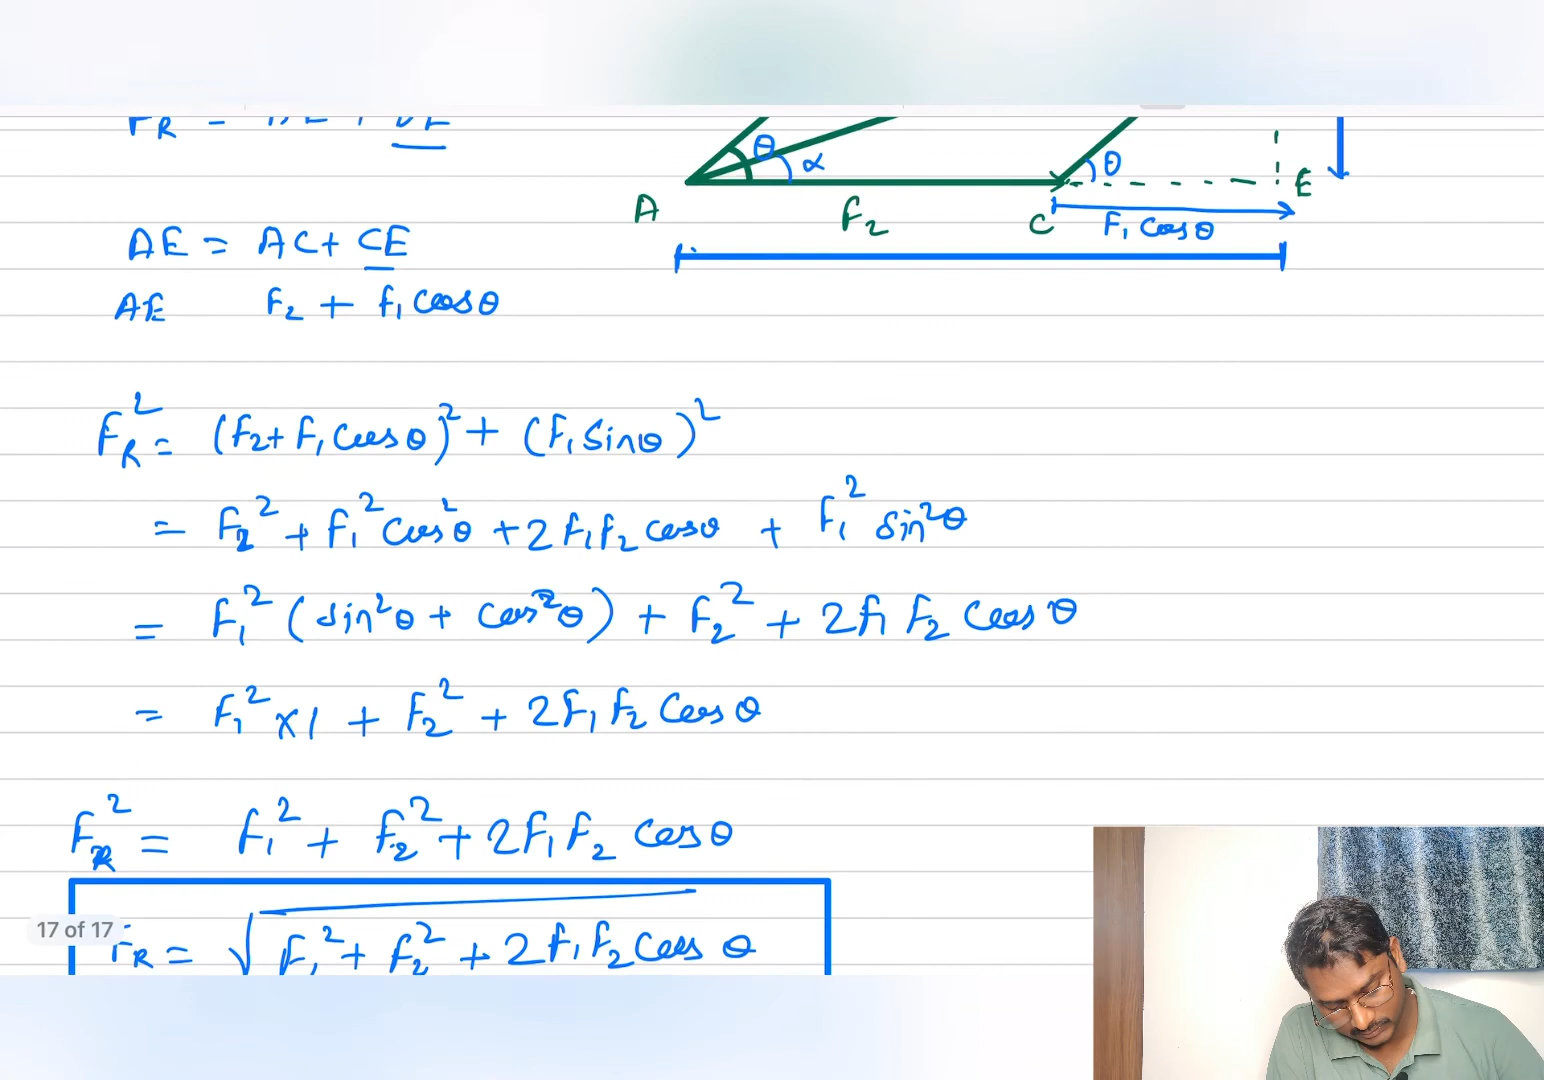 θ α θ E
A F₂ C F₁ cosθ
AE = AC + CE
AE F₂ + F₁ cosθ
F_R² = (F₂ + F₁ cosθ)² + (F₁ sinθ)²
= F₂² + F₁² cos²θ + 2F₁F₂ cosθ + F₁² sin²θ
= F₁² (sin²θ + cos²θ) + F₂² + 2F₁ F₂ cosθ
= F₁² × 1 + F₂² + 2F₁ F₂ cosθ
F_R² = F₁² + F₂² + 2F₁ F₂ cosθ
17 of 17
F_R = √(F₁² + F₂² + 2F₁F₂ cosθ)